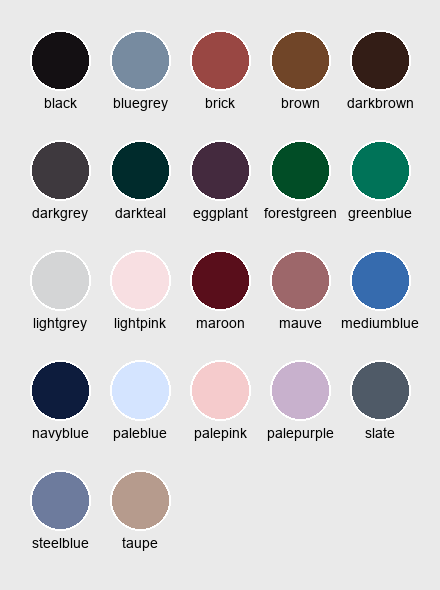 black bluegrey brick brown darkbrown
darkgrey darkteal eggplant forestgreen greenblue
lightgrey lightpink maroon mauve mediumblue
navyblue paleblue palepink palepurple slate
steelblue taupe